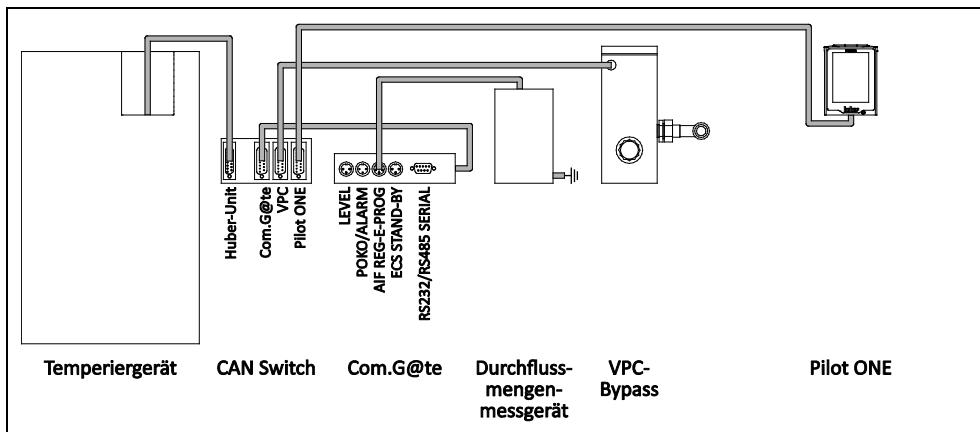 Huber-Unit
Com.G@te
VPC
Pilot ONE
LEVEL
POKO/ALARM
AIF REG-E-PROG
ECS STAND-BY
RS232/RS485 SERIAL
huber
Temperiergerät
CAN Switch
Com.G@te
Durchfluss-
mengen-
messgerät
VPC-
Bypass
Pilot ONE